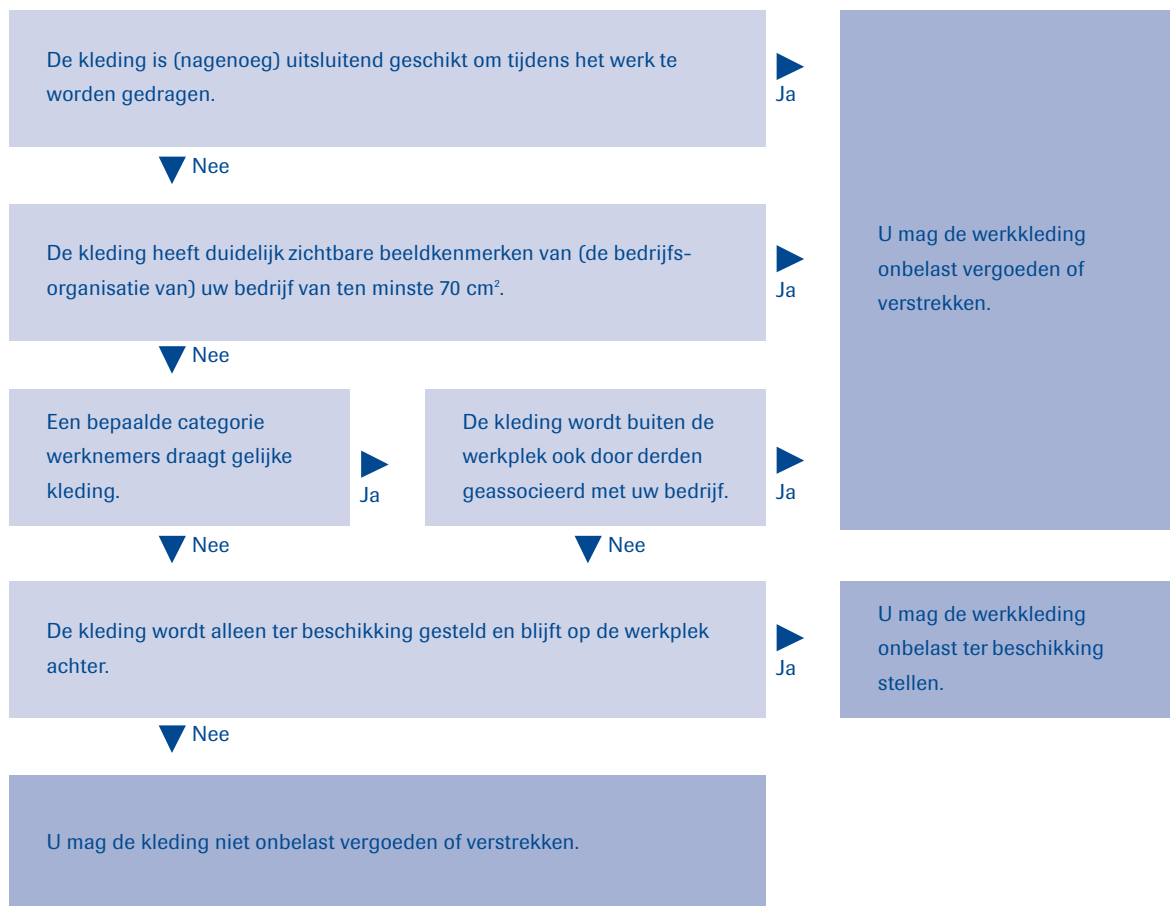 De kleding is (nagenoeg) uitsluitend geschikt om tijdens het werk te
worden gedragen.
Ja
Nee
De kleding heeft duidelijk zichtbare beeldkenmerken van (de bedrijfs-
organisatie van) uw bedrijf van ten minste 70 cm².
Ja
U mag de werkkleding
onbelast vergoeden of
verstrekken.
Nee
Een bepaalde categorie
werknemers draagt gelijke
kleding.
Ja
De kleding wordt buiten de
werkplek ook door derden
geassocieerd met uw bedrijf.
Ja
Nee
Nee
De kleding wordt alleen ter beschikking gesteld en blijft op de werkplek
achter.
Ja
U mag de werkkleding
onbelast ter beschikking
stellen.
Nee
U mag de kleding niet onbelast vergoeden of verstrekken.